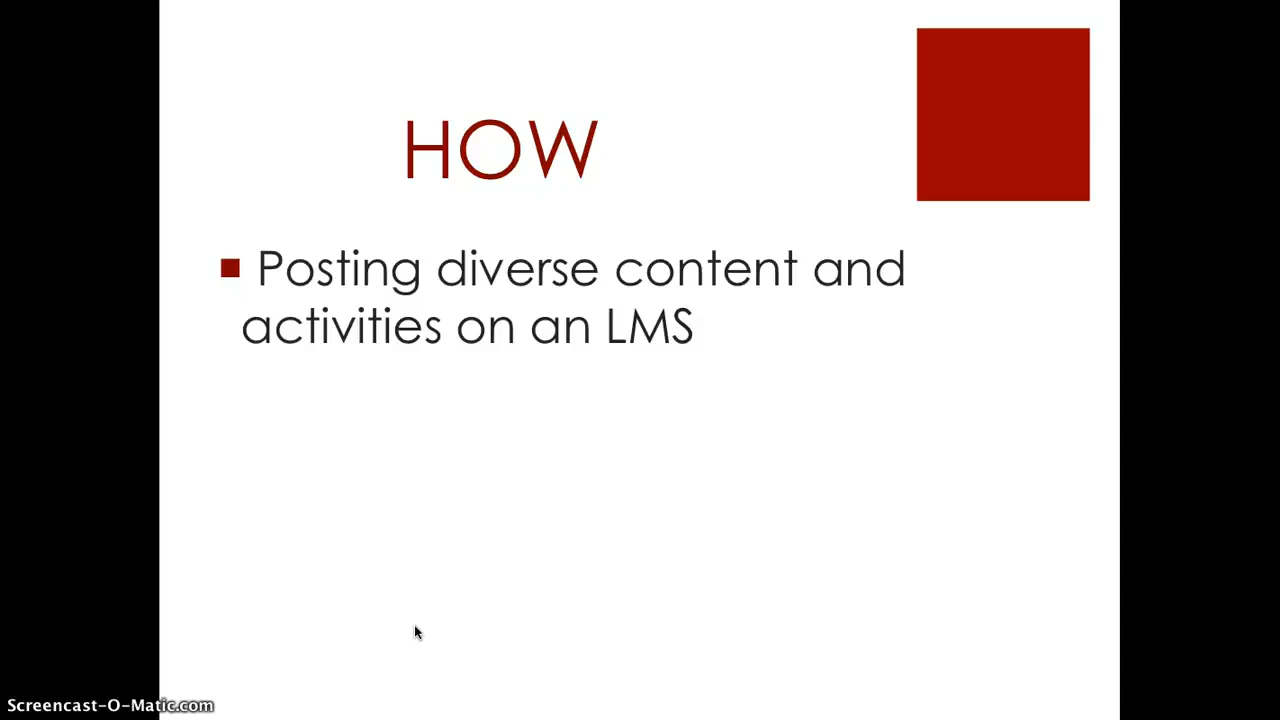 HOW
Posting diverse content and
activities on an LMS
Screencast-O-Matic.com